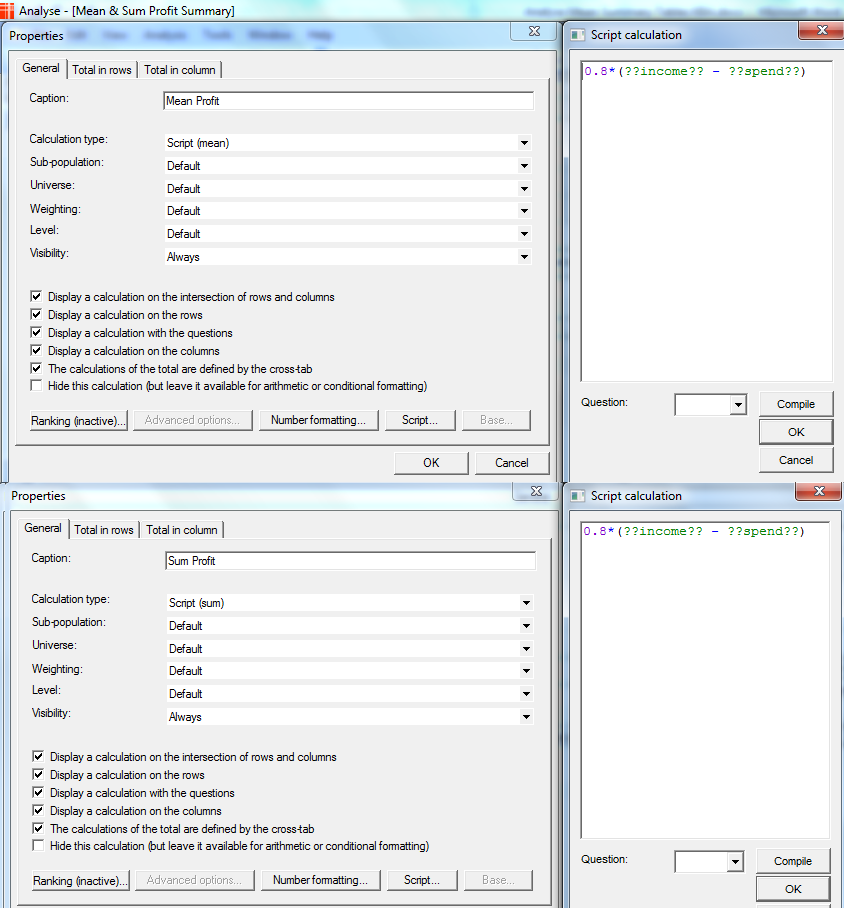 Analyse - [Mean & Sum Profit Summary]
Properties
General
Total in rows
Total in column
Caption:
Mean Profit
Calculation type:
Script (mean)
Sub-population:
Default
Universe:
Default
Weighting:
Default
Level:
Default
Visibility:
Always
Display a calculation on the intersection of rows and columns
Display a calculation on the rows
Display a calculation with the questions
Display a calculation on the columns
The calculations of the total are defined by the cross-tab
Hide this calculation (but leave it available for arithmetic or conditional formatting)
Ranking (inactive)...
Advanced options...
Number formatting...
Script...
Base...
OK
Cancel
Script calculation
0.8*(??income?? - ??spend??)
Question:
Compile
OK
Cancel
Properties
General
Total in rows
Total in column
Caption:
Sum Profit
Calculation type:
Script (sum)
Sub-population:
Default
Universe:
Default
Weighting:
Default
Level:
Default
Visibility:
Always
Display a calculation on the intersection of rows and columns
Display a calculation on the rows
Display a calculation with the questions
Display a calculation on the columns
The calculations of the total are defined by the cross-tab
Hide this calculation (but leave it available for arithmetic or conditional formatting)
Ranking (inactive)...
Advanced options...
Number formatting...
Script...
Base...
Script calculation
0.8*(??income?? - ??spend??)
Question:
Compile
OK